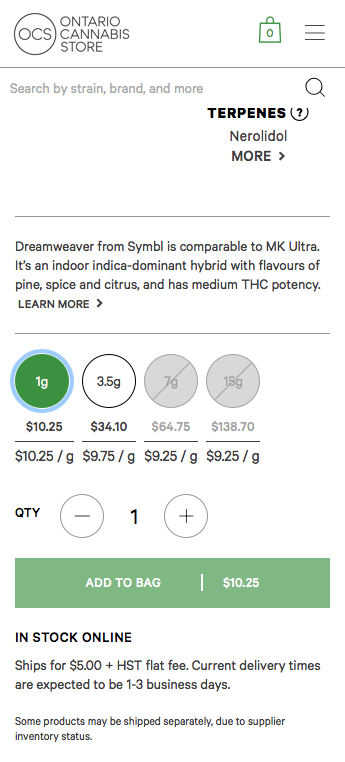 OCS
ONTARIO
CANNABIS
STORE
0
Search by strain, brand, and more
TERPENES ?
Nerolidol
MORE >
Dreamweaver from Symbl is comparable to MK Ultra.
It's an indoor indica-dominant hybrid with flavours of
pine, spice and citrus, and has medium THC potency.
LEARN MORE >
1g 3.5g 7g 15g
$10.25 $34.10 $64.75 $138.70
$10.25 / g $9.75 / g $9.25 / g $9.25 / g
QTY − 1 +
ADD TO BAG | $10.25
IN STOCK ONLINE
Ships for $5.00 + HST flat fee. Current delivery times
are expected to be 1-3 business days.
Some products may be shipped separately, due to supplier
inventory status.